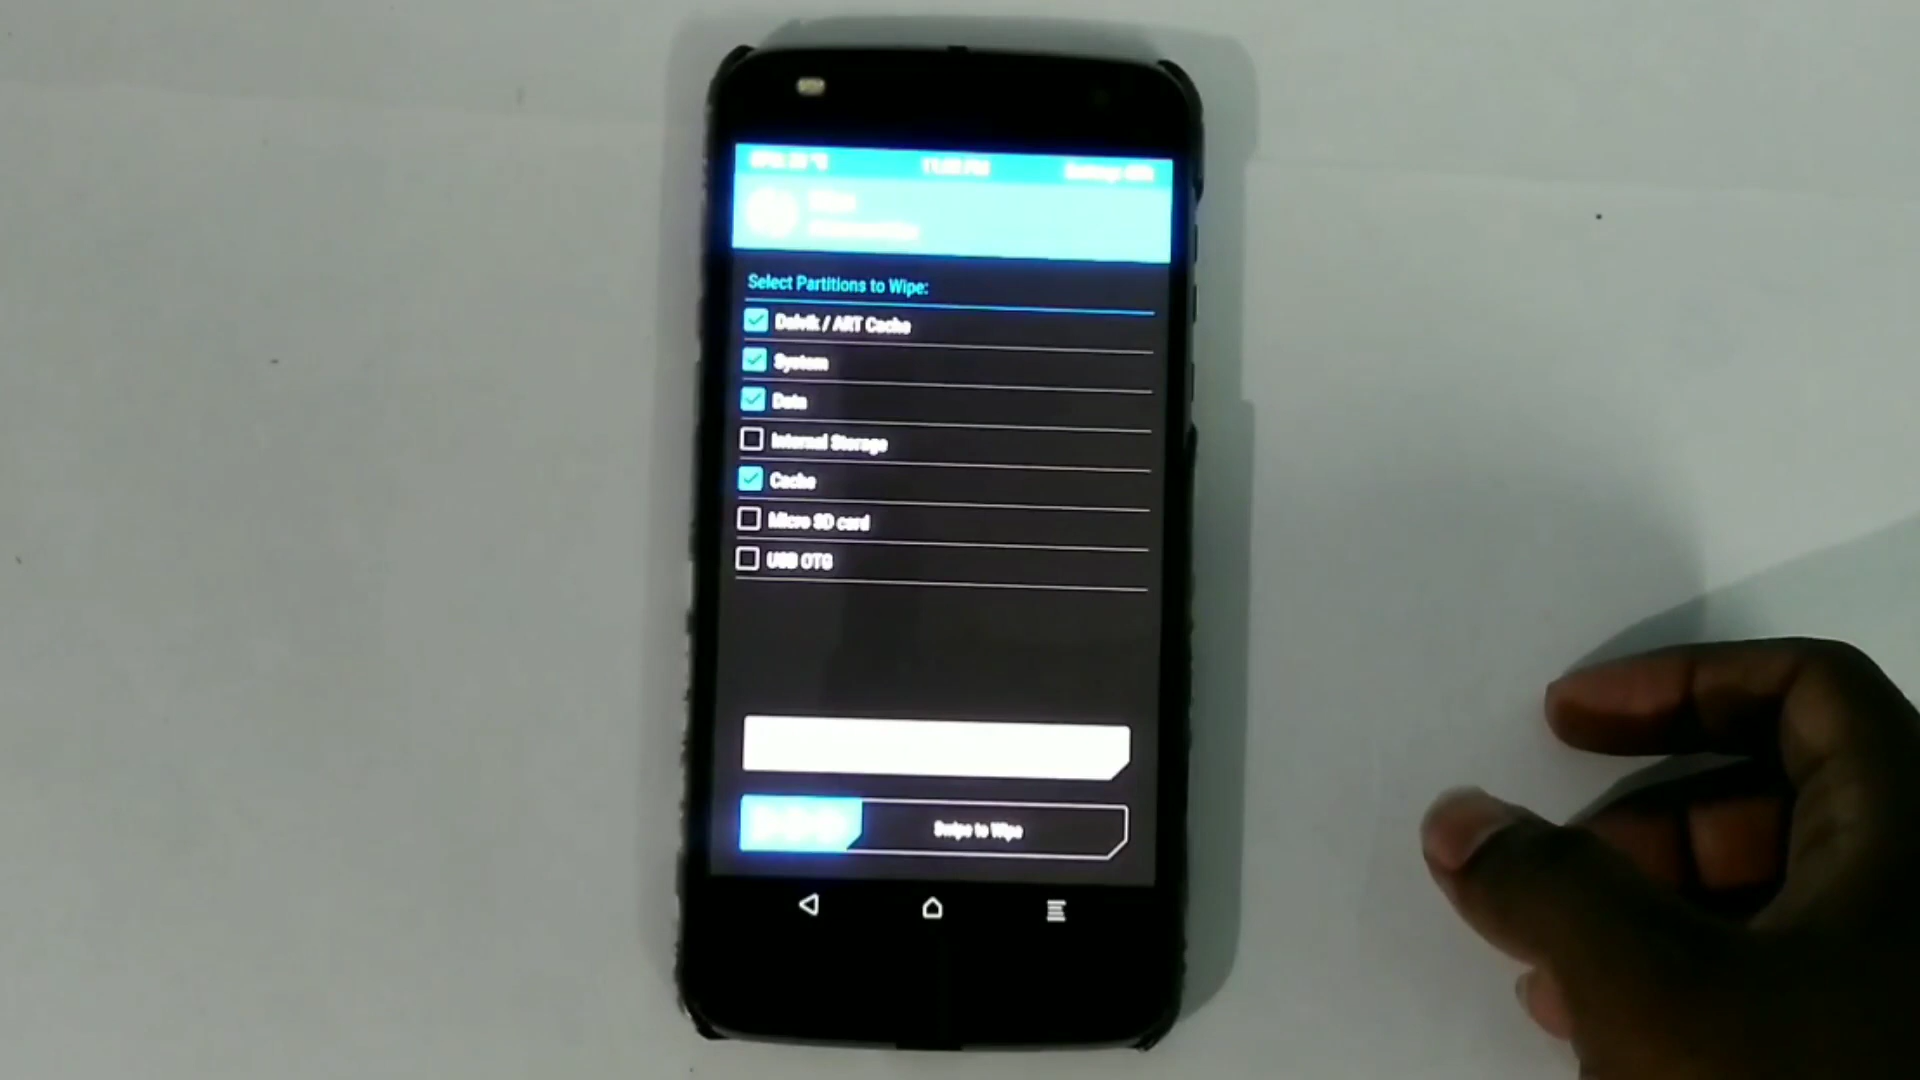 Select Partitions to Wipe:
Dalvik / ART Cache
System
Data
Internal Storage
Cache
Micro SD card
USB OTG
Swipe to Wipe